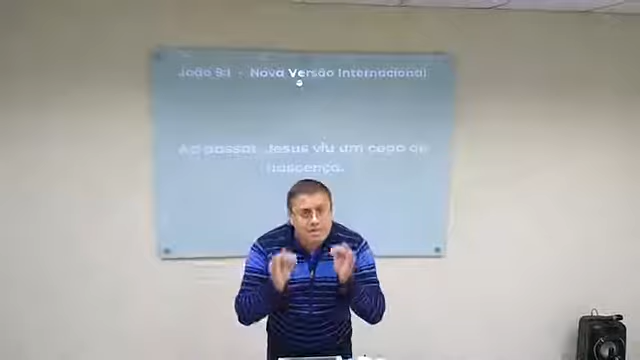 João 9:1 - Nova Versão Internacional
Ao passar, Jesus viu um cego de
nascença.